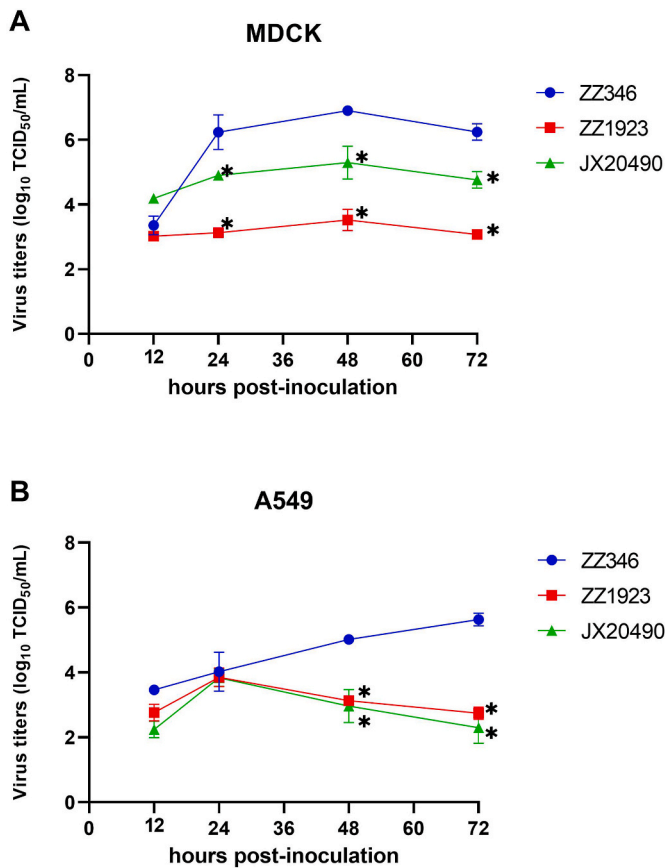 A
MDCK
Virus titers (log10 TCID50/mL)
8
6
4
2
0
0 12 24 36 48 60 72
hours post-inoculation
ZZ346
ZZ1923
JX20490
* * *
* * *
B
A549
Virus titers (log10 TCID50/mL)
8
6
4
2
0
0 12 24 36 48 60 72
hours post-inoculation
ZZ346
ZZ1923
JX20490
* *
* *